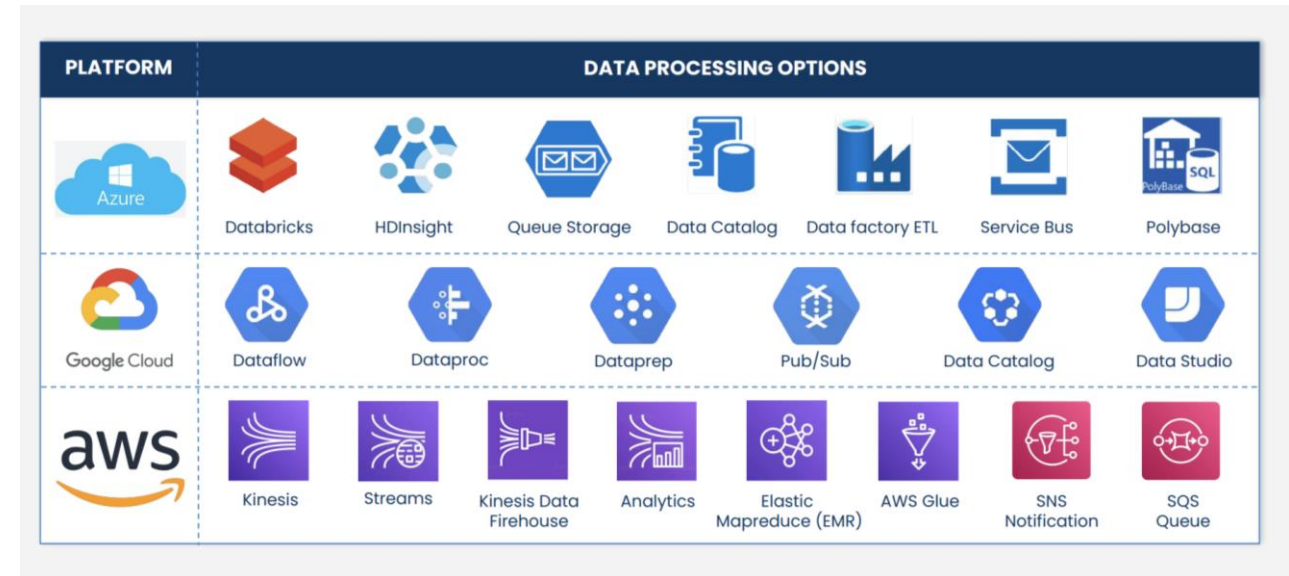 PLATFORM
DATA PROCESSING OPTIONS
Azure
SQL
PolyBase
Databricks
HDInsight
Queue Storage
Data Catalog
Data factory ETL
Service Bus
Polybase
Google Cloud
Dataflow
Dataproc
Dataprep
Pub/Sub
Data Catalog
Data Studio
aws
Kinesis
Streams
Kinesis Data
Firehouse
Analytics
Elastic
Mapreduce (EMR)
AWS Glue
SNS
Notification
SQS
Queue